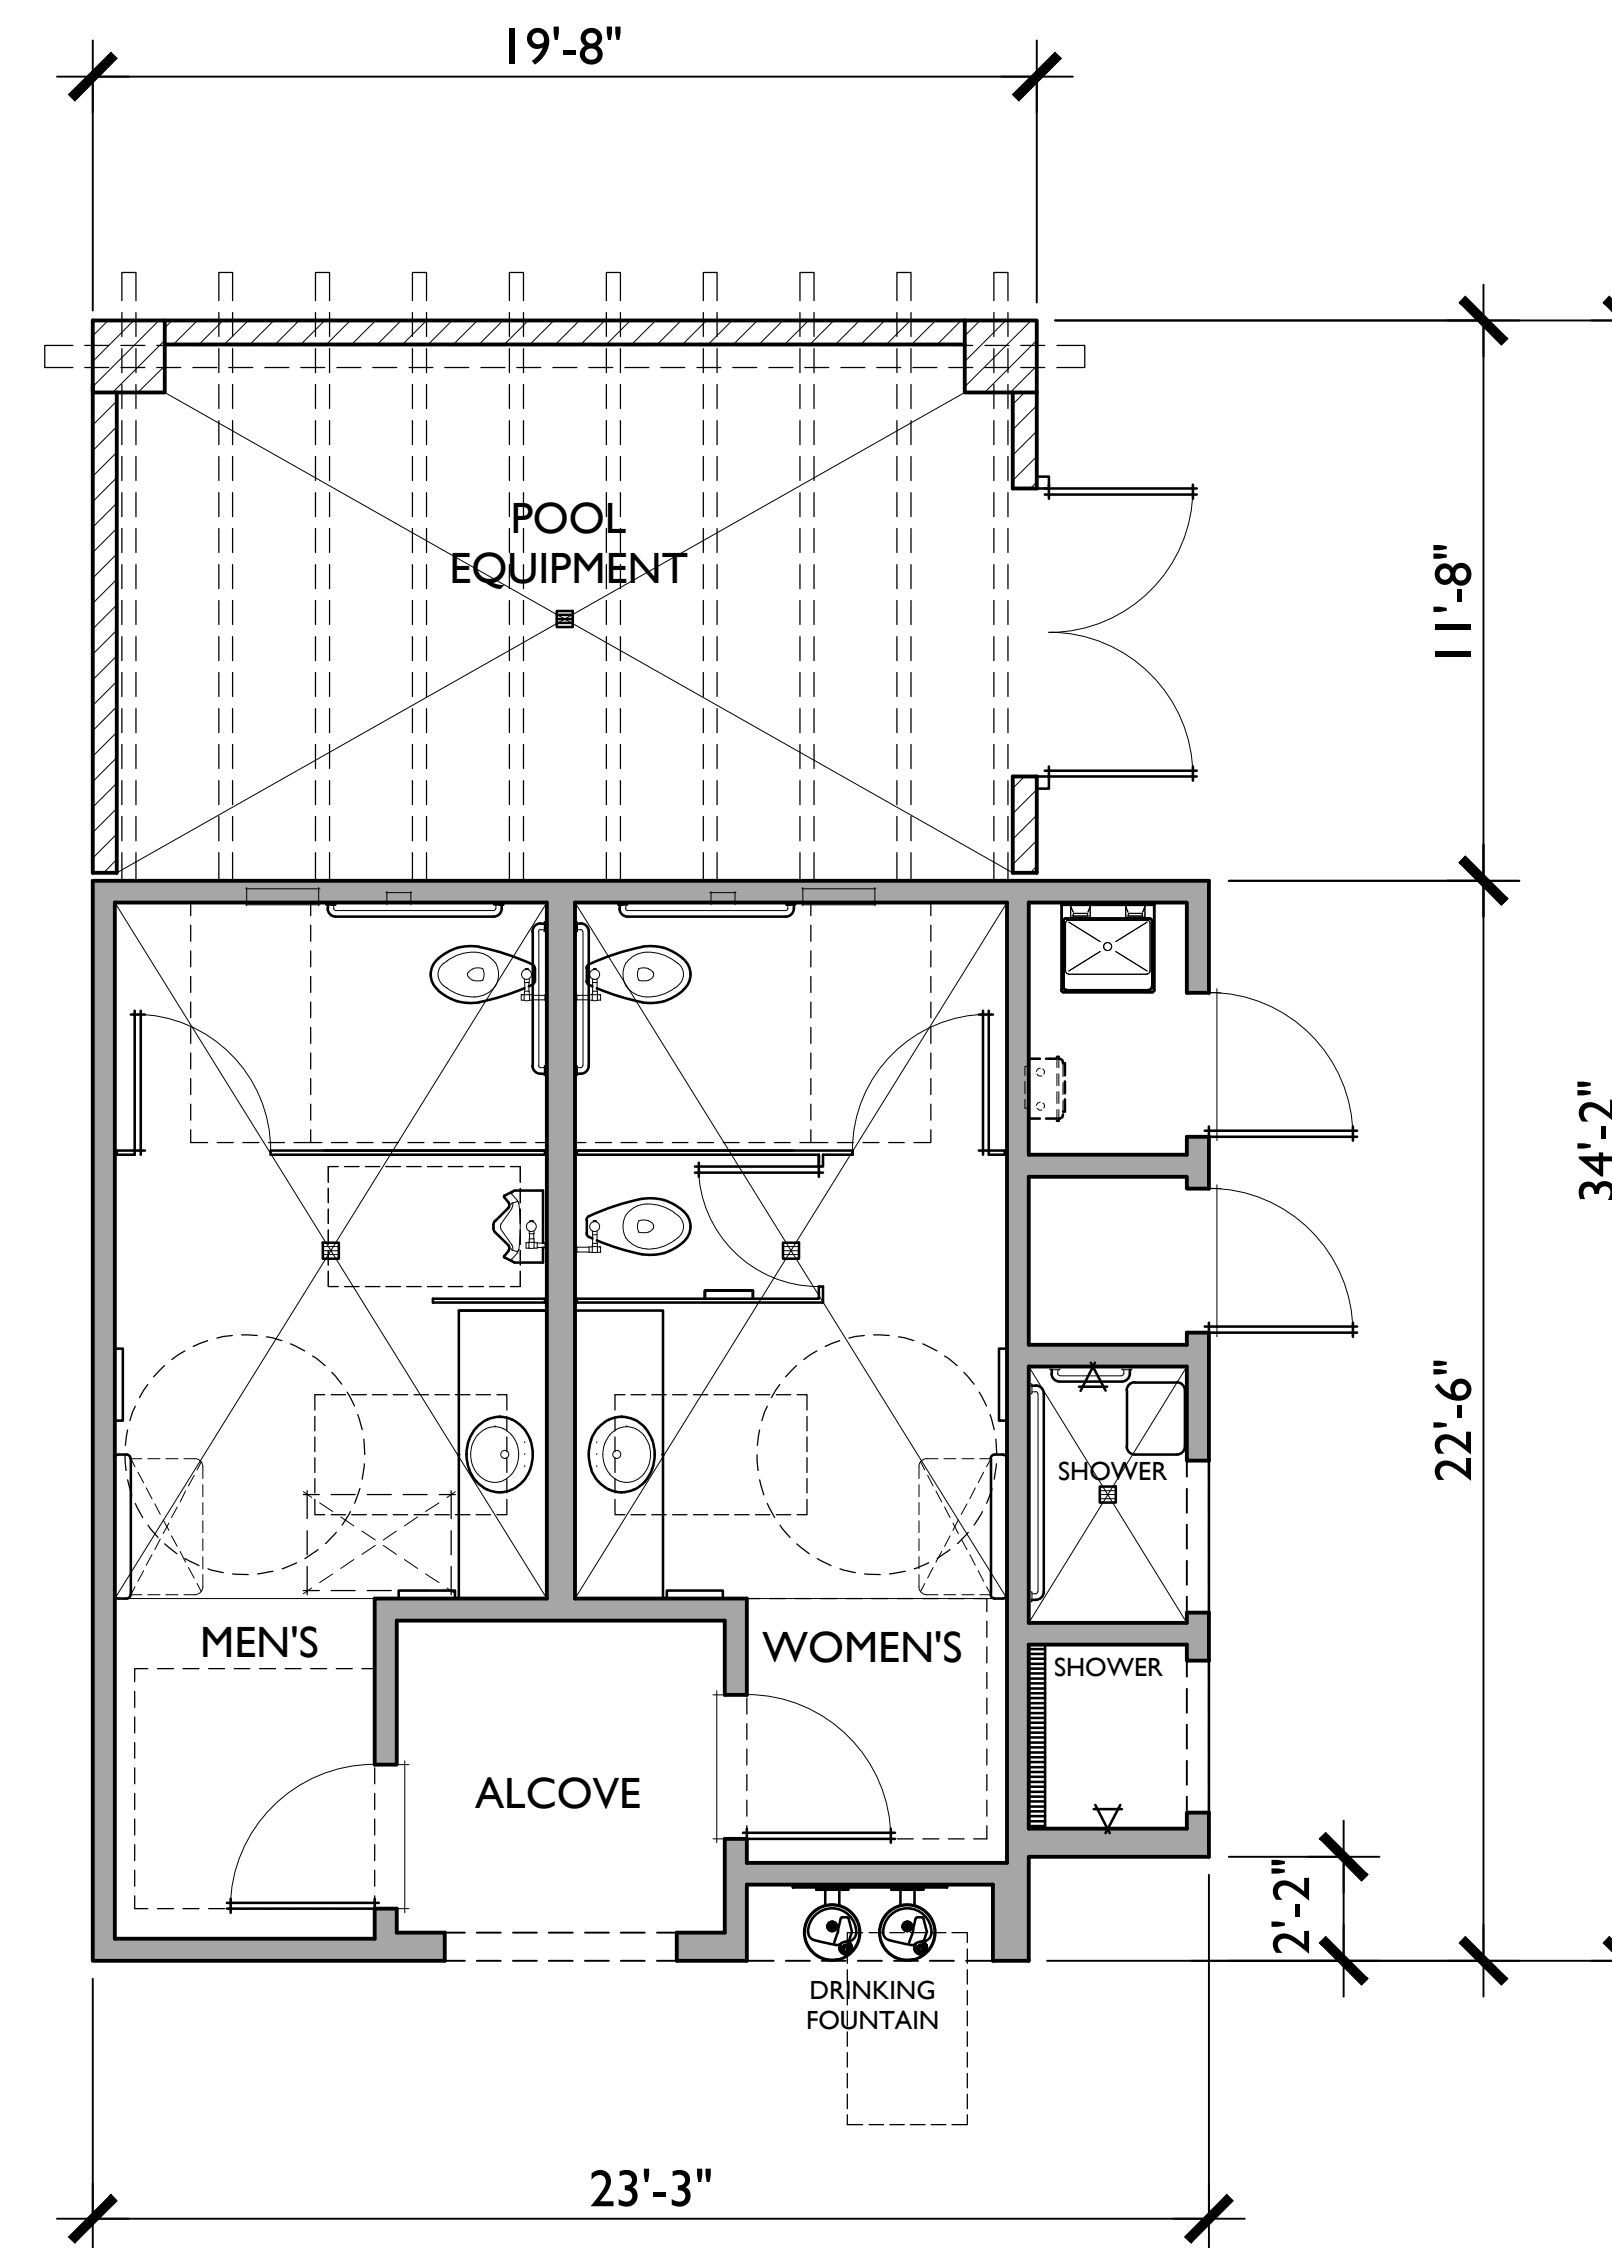 19'-8"
POOL
EQUIPMENT
11'-8"
34'-2"
22'-6"
SHOWER
MEN'S
WOMEN'S
SHOWER
ALCOVE
2'-2"
DRINKING
FOUNTAIN
23'-3"